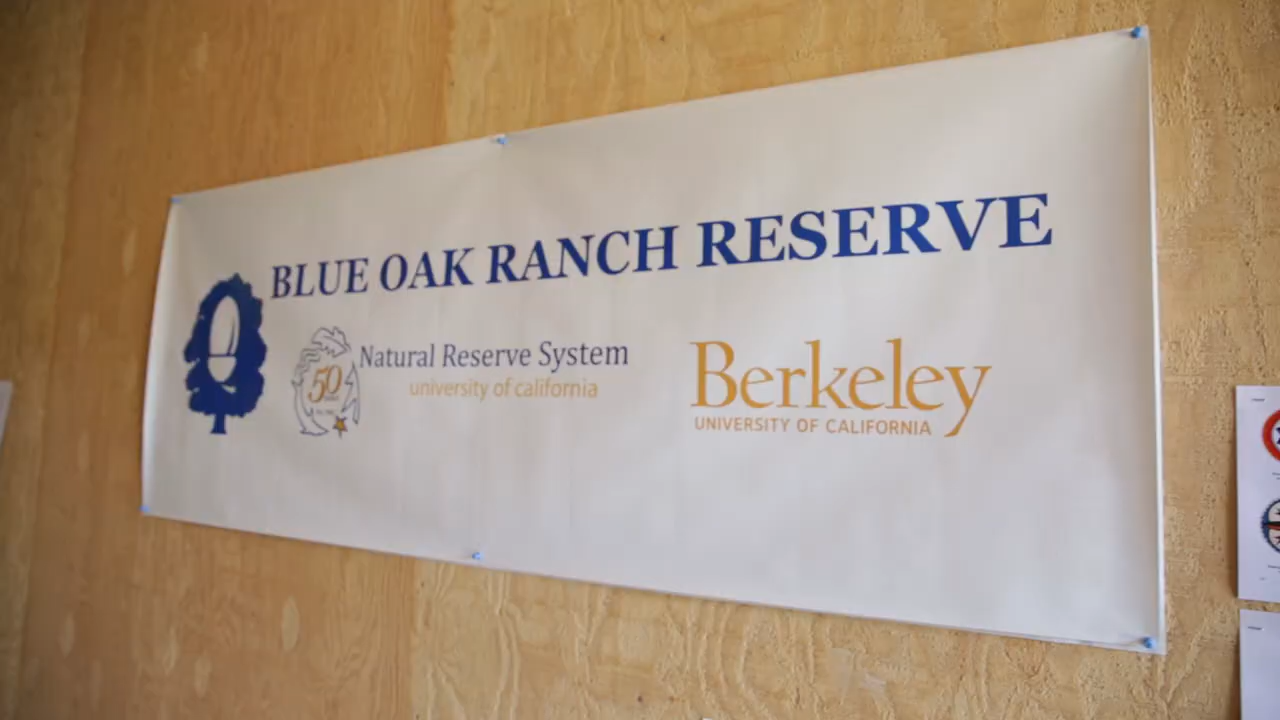 BLUE OAK RANCH RESERVE
50
Natural Reserve System
university of california
Berkeley
UNIVERSITY OF CALIFORNIA